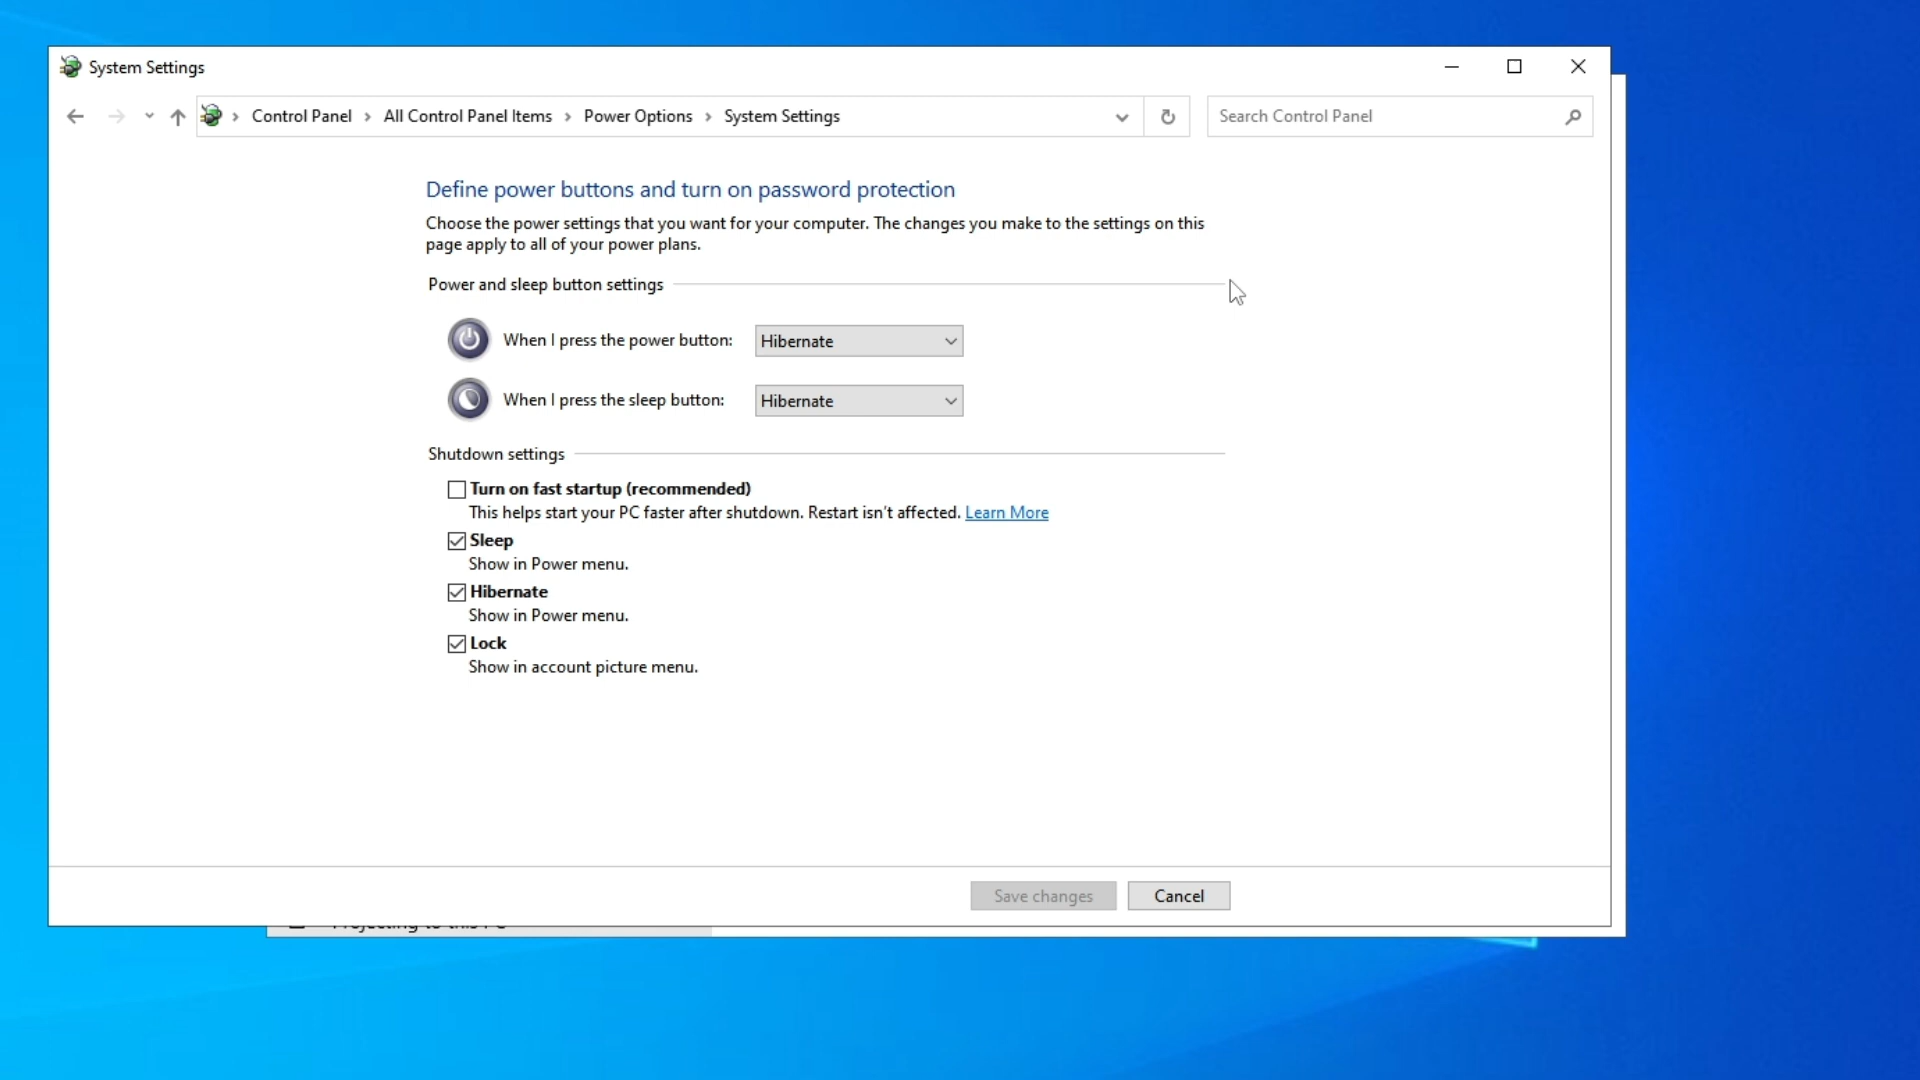 System Settings
Control Panel > All Control Panel Items > Power Options > System Settings
Search Control Panel
Define power buttons and turn on password protection
Choose the power settings that you want for your computer. The changes you make to the settings on this
page apply to all of your power plans.
Power and sleep button settings
When I press the power button: Hibernate
When I press the sleep button: Hibernate
Shutdown settings
Turn on fast startup (recommended)
This helps start your PC faster after shutdown. Restart isn't affected. Learn More
Sleep
Show in Power menu.
Hibernate
Show in Power menu.
Lock
Show in account picture menu.
Save changes Cancel
Projecting to this PC